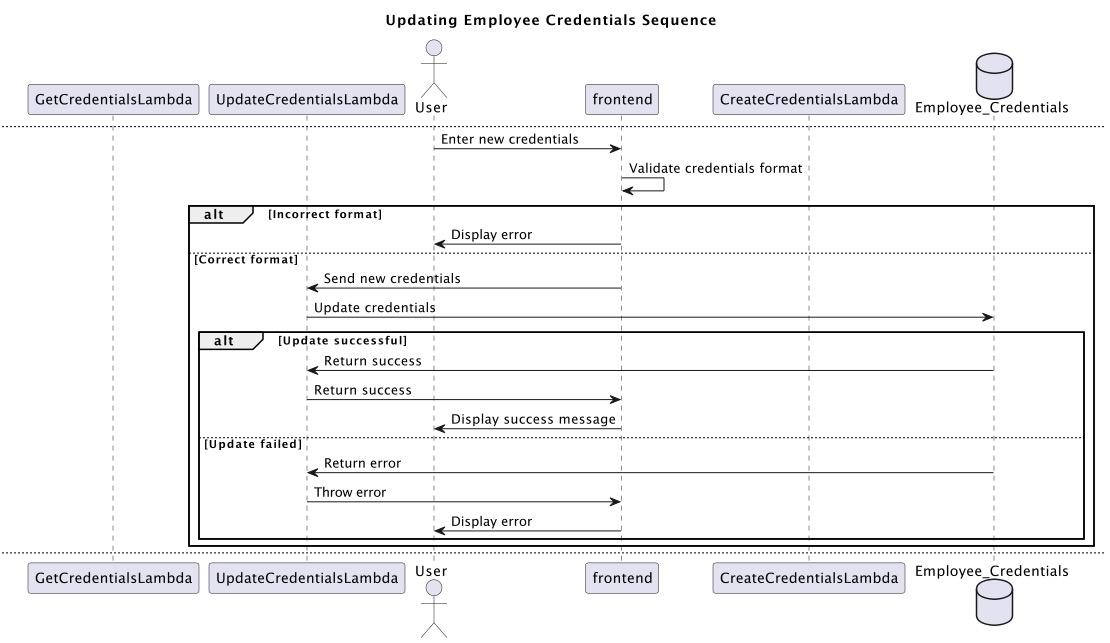 Updating Employee Credentials Sequence
GetCredentialsLambda
UpdateCredentialsLambda
User
frontend
CreateCredentialsLambda
Employee_Credentials
Enter new credentials
Validate credentials format
alt
[Incorrect format]
Display error
[Correct format]
Send new credentials
Update credentials
alt
[Update successful]
Return success
Return success
Display success message
[Update failed]
Return error
Throw error
Display error
GetCredentialsLambda
UpdateCredentialsLambda
User
frontend
CreateCredentialsLambda
Employee_Credentials